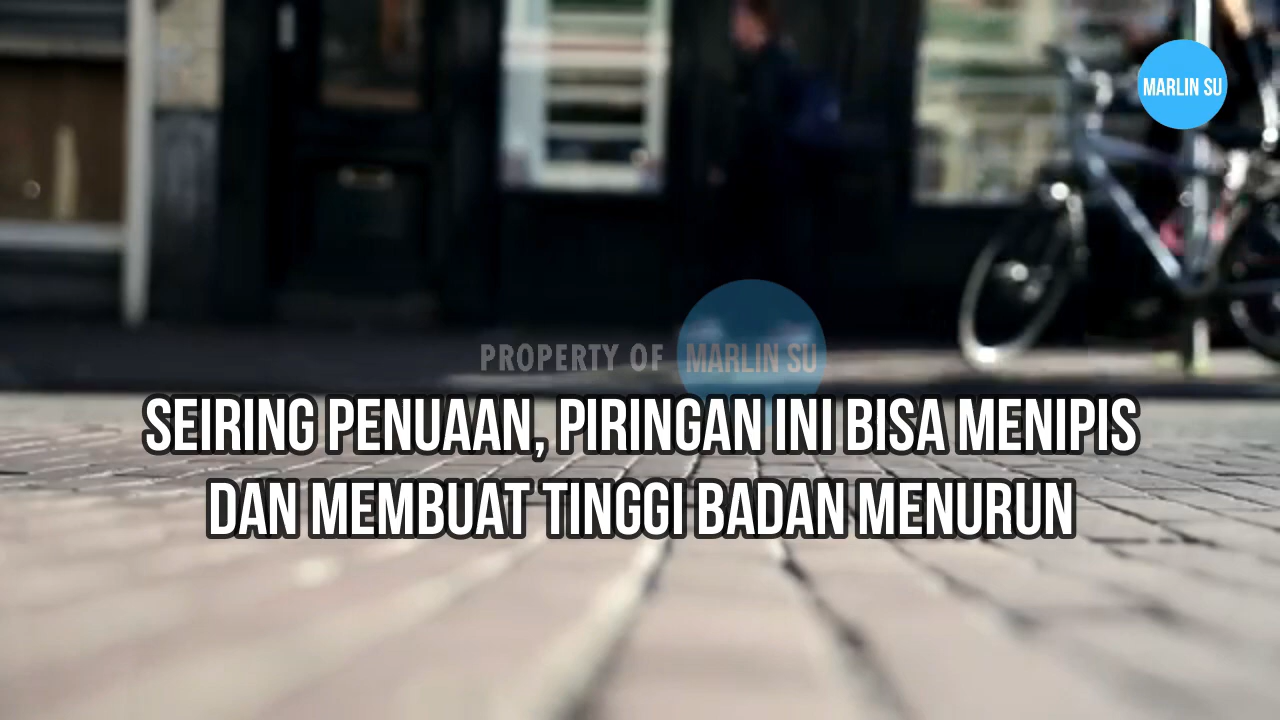 MARLIN SU
PROPERTY OF MARLIN SU
SEIRING PENUAAN, PIRINGAN INI BISA MENIPIS
DAN MEMBUAT TINGGI BADAN MENURUN